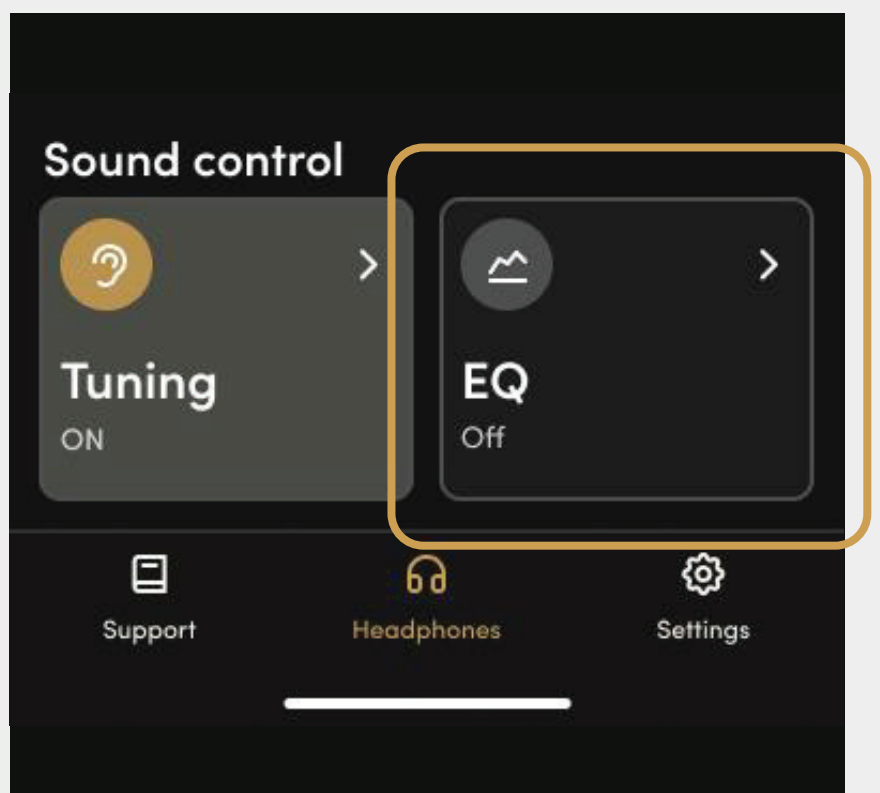 Sound control
Tuning
ON
EQ
Off
Support
Headphones
Settings